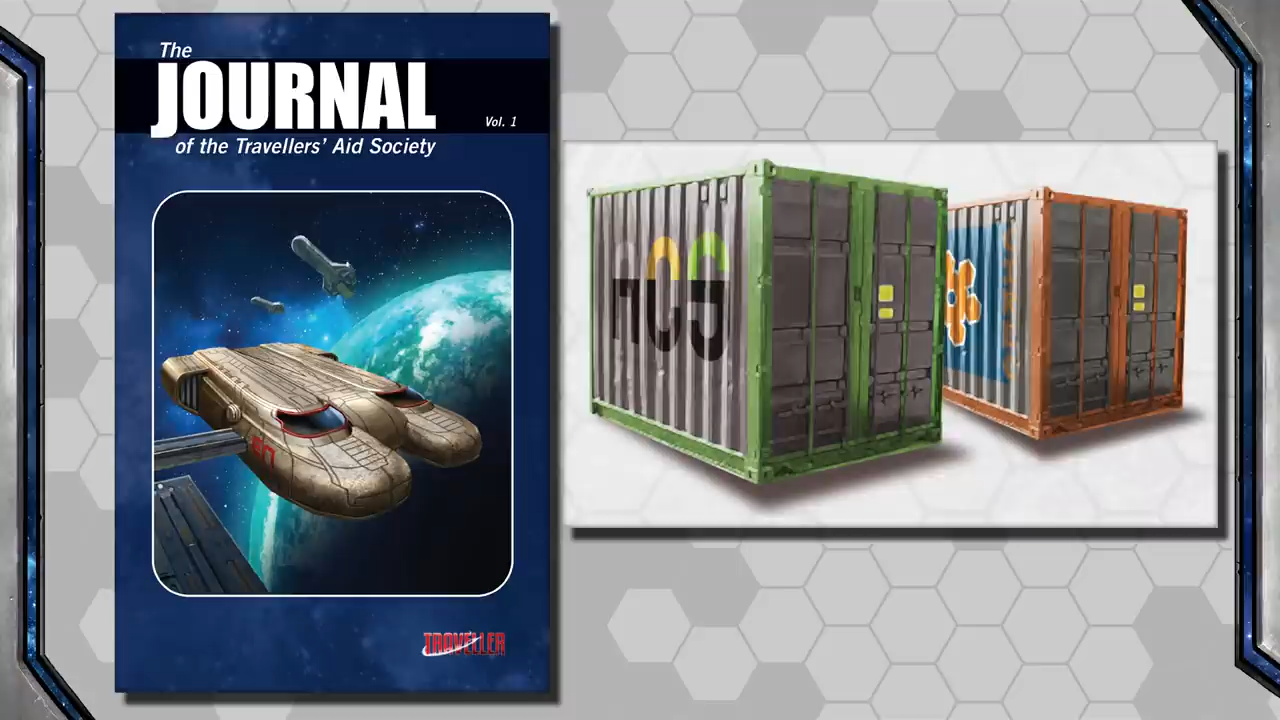 The
JOURNAL
Vol. 1
of the Travellers' Aid Society
TRAVELLER